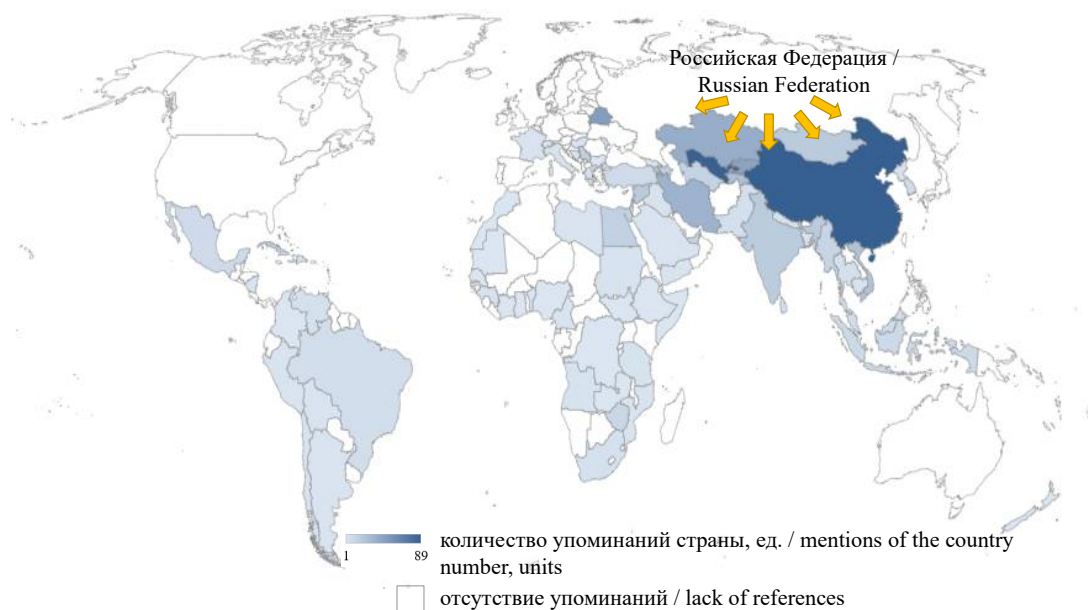 Российская Федерация /
Russian Federation
количество упоминаний страны, ед. / mentions of the country
1 89
number, units
отсутствие упоминаний / lack of references